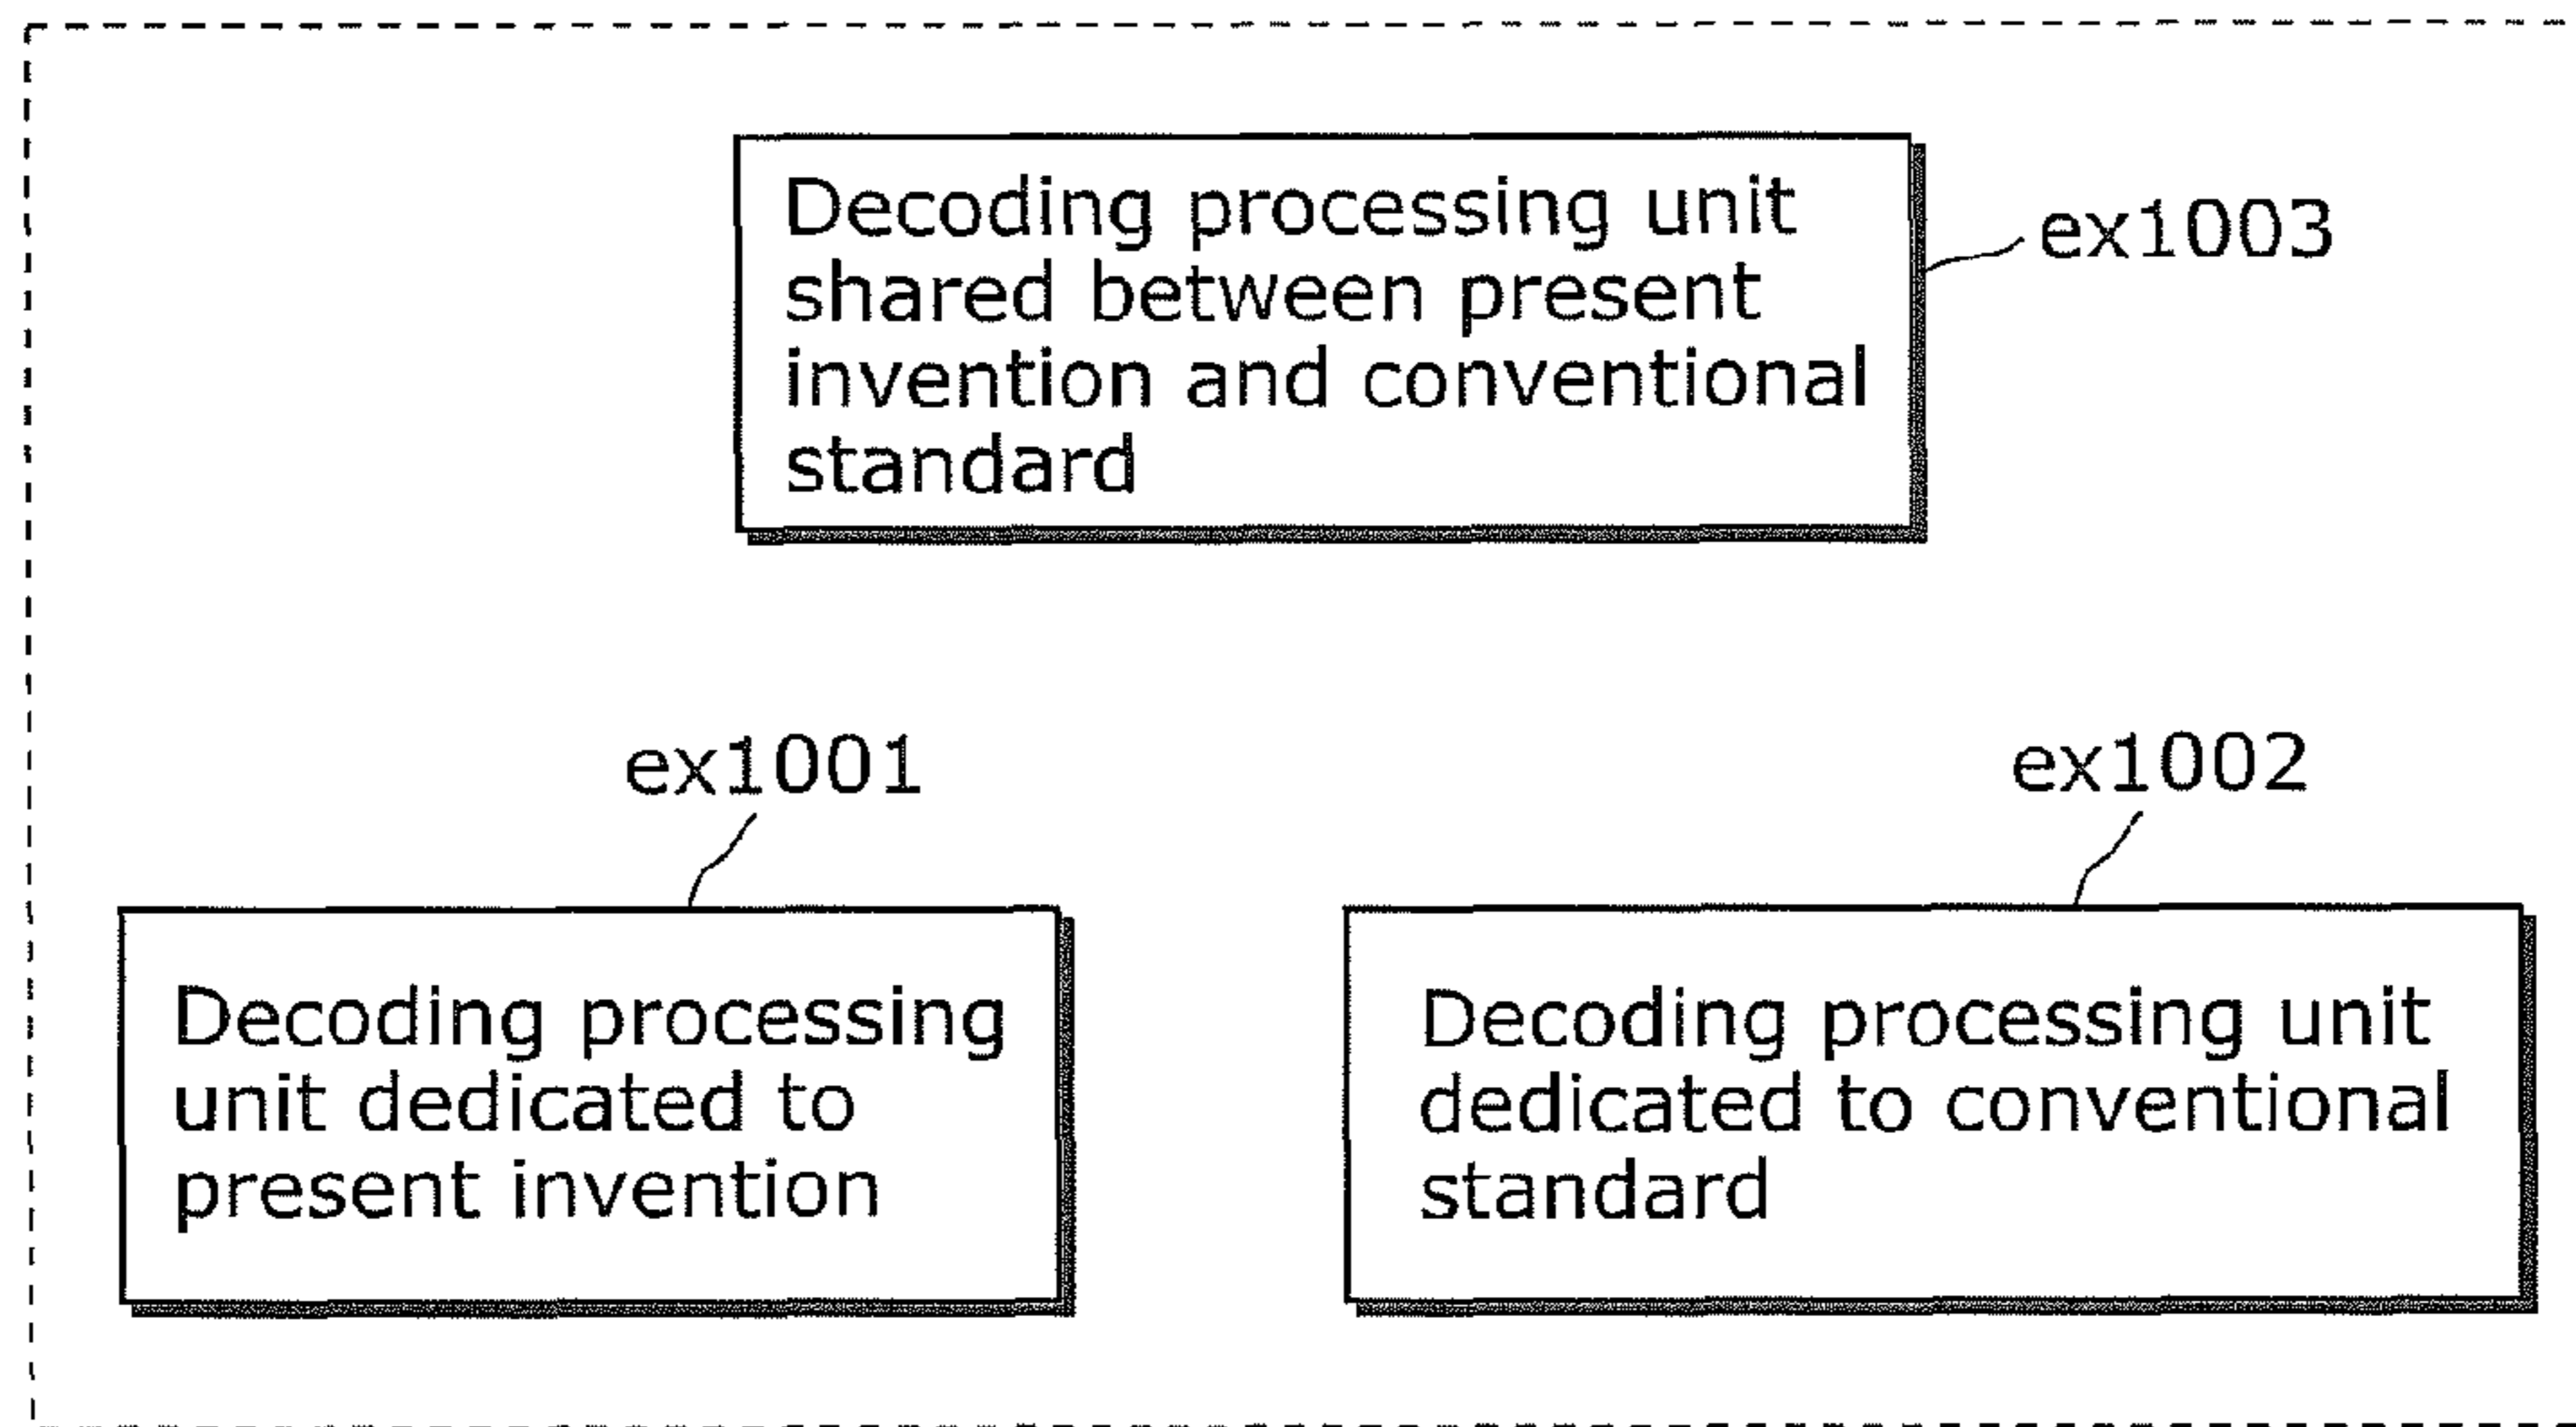 Decoding processing unit
shared between present
invention and conventional
standard
ex1003
ex1001
ex1002
Decoding processing
unit dedicated to
present invention
Decoding processing unit
dedicated to conventional
standard